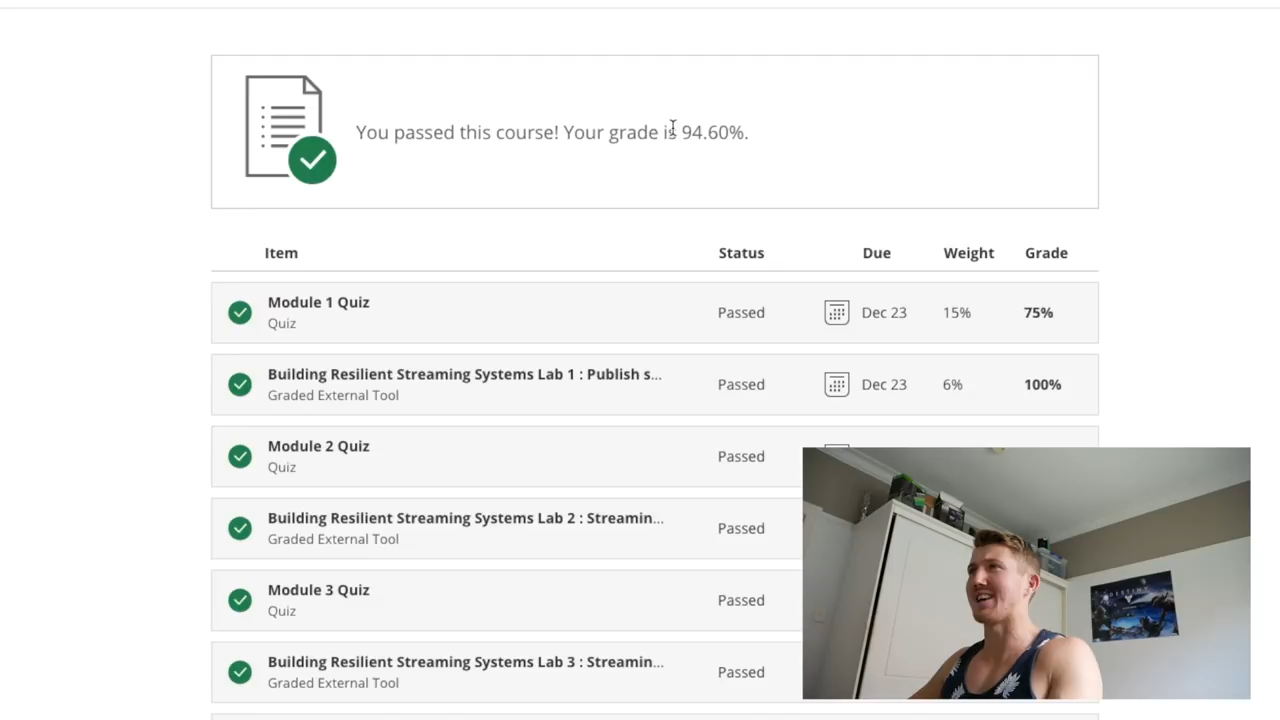 You passed this course! Your grade is 94.60%.
Item Status Due Weight Grade
Module 1 Quiz
Quiz
Passed Dec 23 15% 75%
Building Resilient Streaming Systems Lab 1 : Publish s...
Graded External Tool
Passed Dec 23 6% 100%
Module 2 Quiz
Quiz
Passed
Building Resilient Streaming Systems Lab 2 : Streamin...
Graded External Tool
Passed
Module 3 Quiz
Quiz
Passed
Building Resilient Streaming Systems Lab 3 : Streamin...
Graded External Tool
Passed
DESTINY